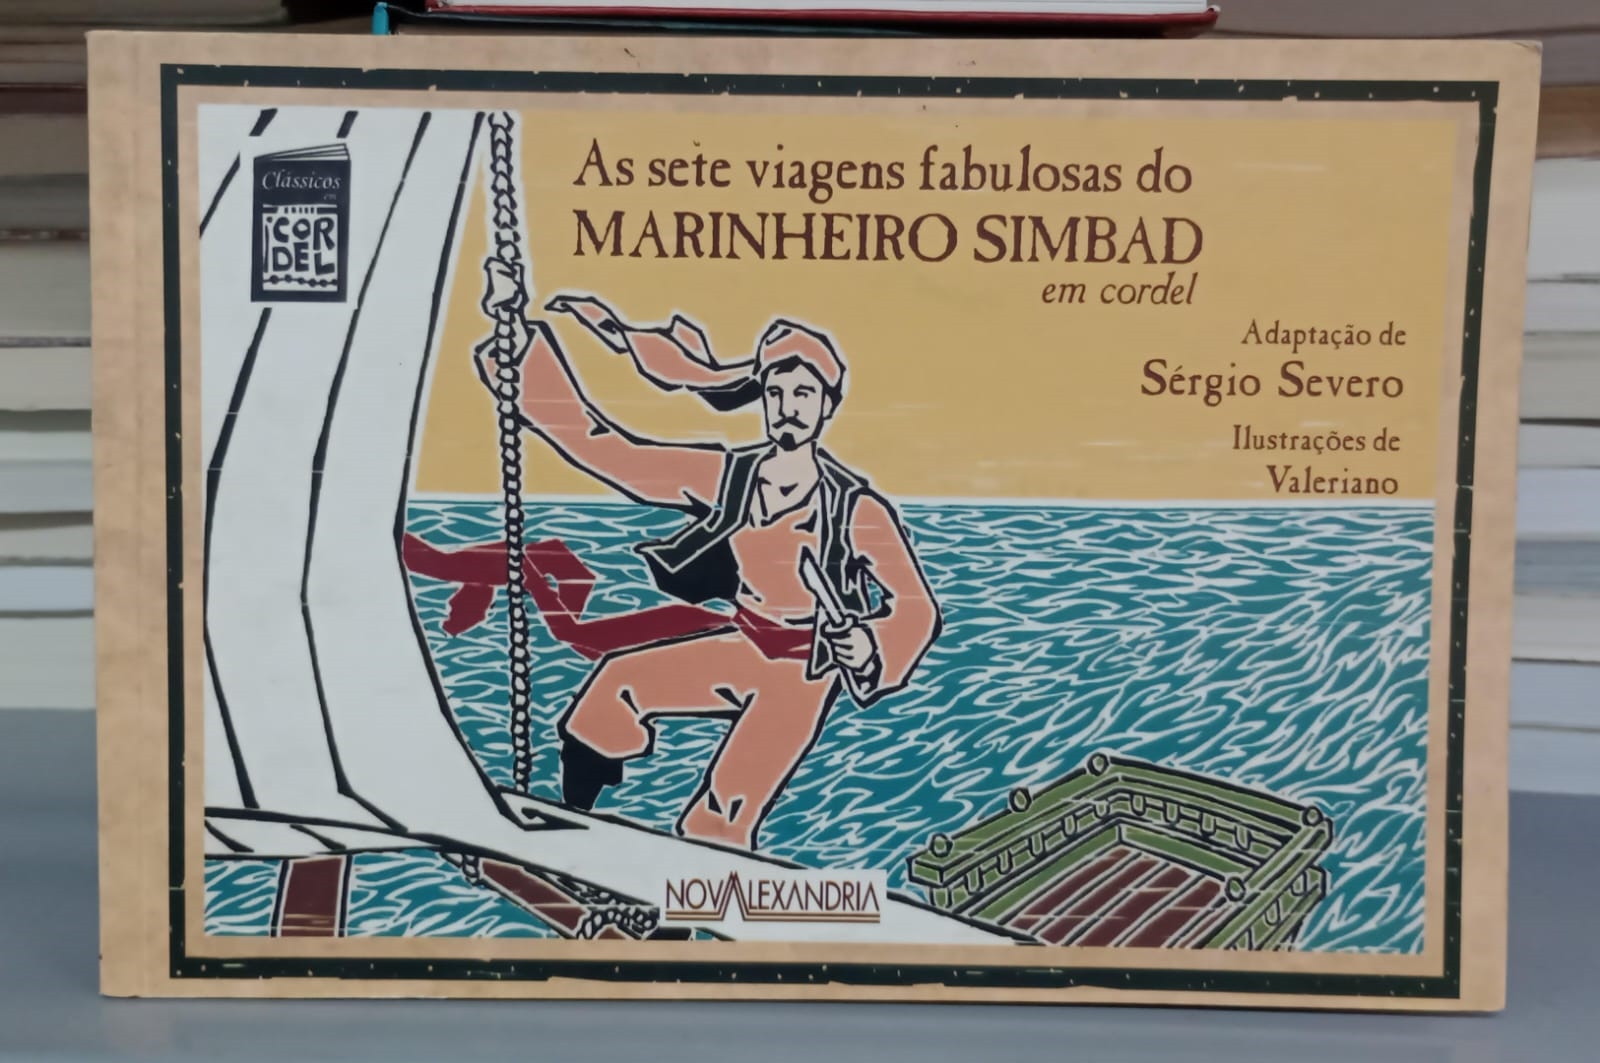 Clássicos
em
CORDEL
As sete viagens fabulosas do
MARINHEIRO SIMBAD
em cordel
Adaptação de
Sérgio Severo
Ilustrações de
Valeriano
NOVALEXANDRIA